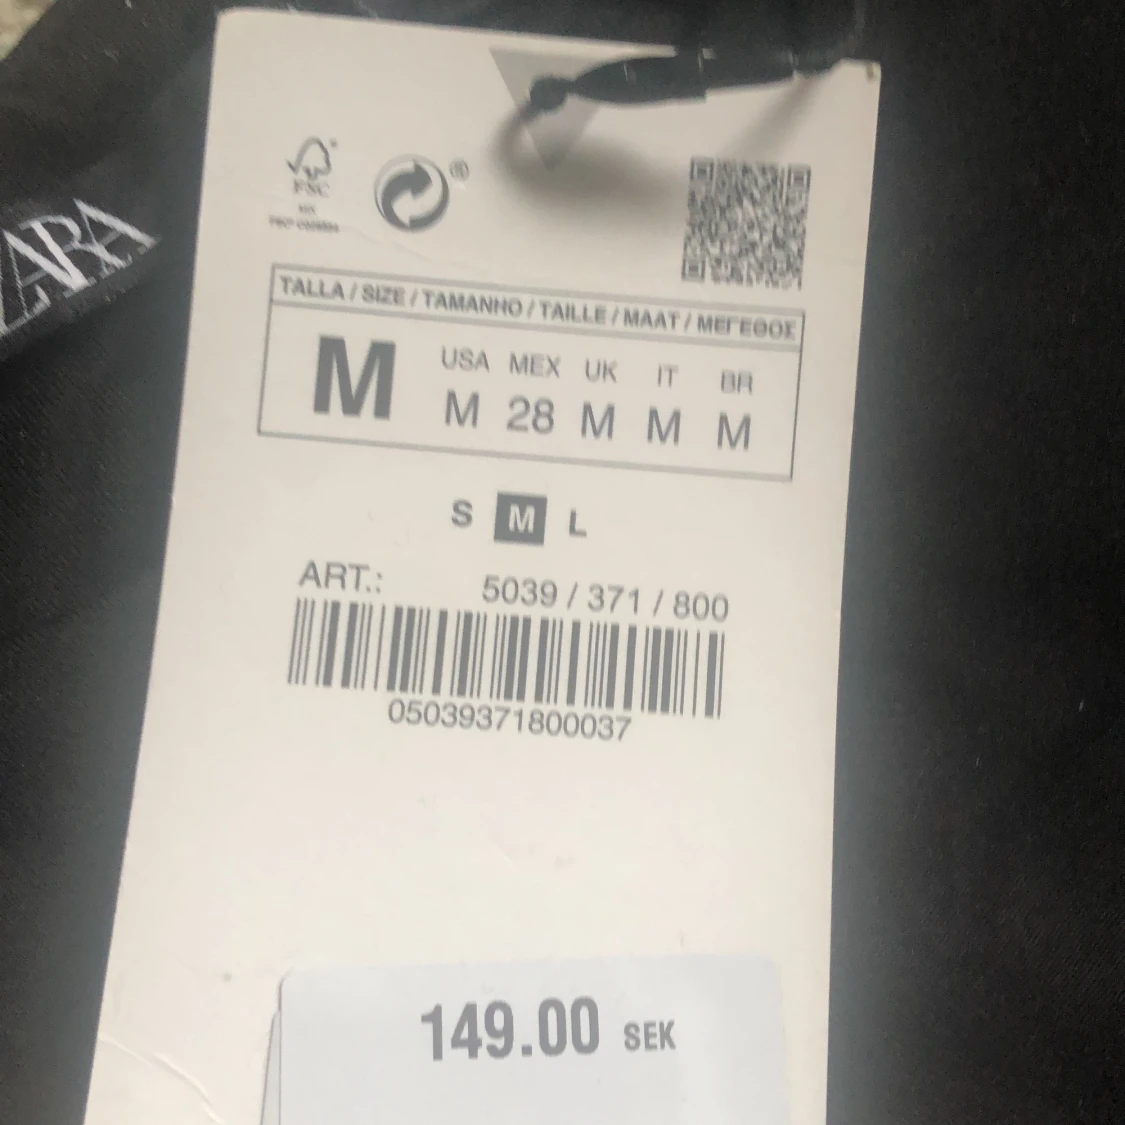 ZARA
FSC
®
TALLA / SIZE / TAMANHO / TAILLE / MAAT / ΜΕΓΕΘΟΣ
M
USA MEX UK IT BR
M 28 M M M
S M L
ART.: 5039 / 371 / 800
05039371800037
149.00 SEK